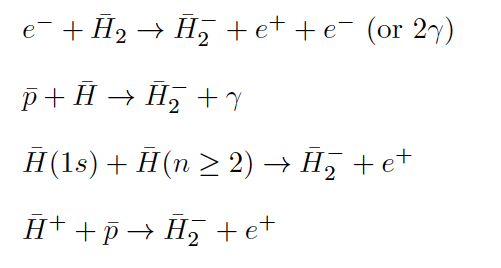 e⁻ + H̄₂ → H̄₂⁻ + e⁺ + e⁻ (or 2γ)
p̄ + H̄ → H̄₂⁻ + γ
H̄(1s) + H̄(n ≥ 2) → H̄₂⁻ + e⁺
H̄⁺ + p̄ → H̄₂⁻ + e⁺